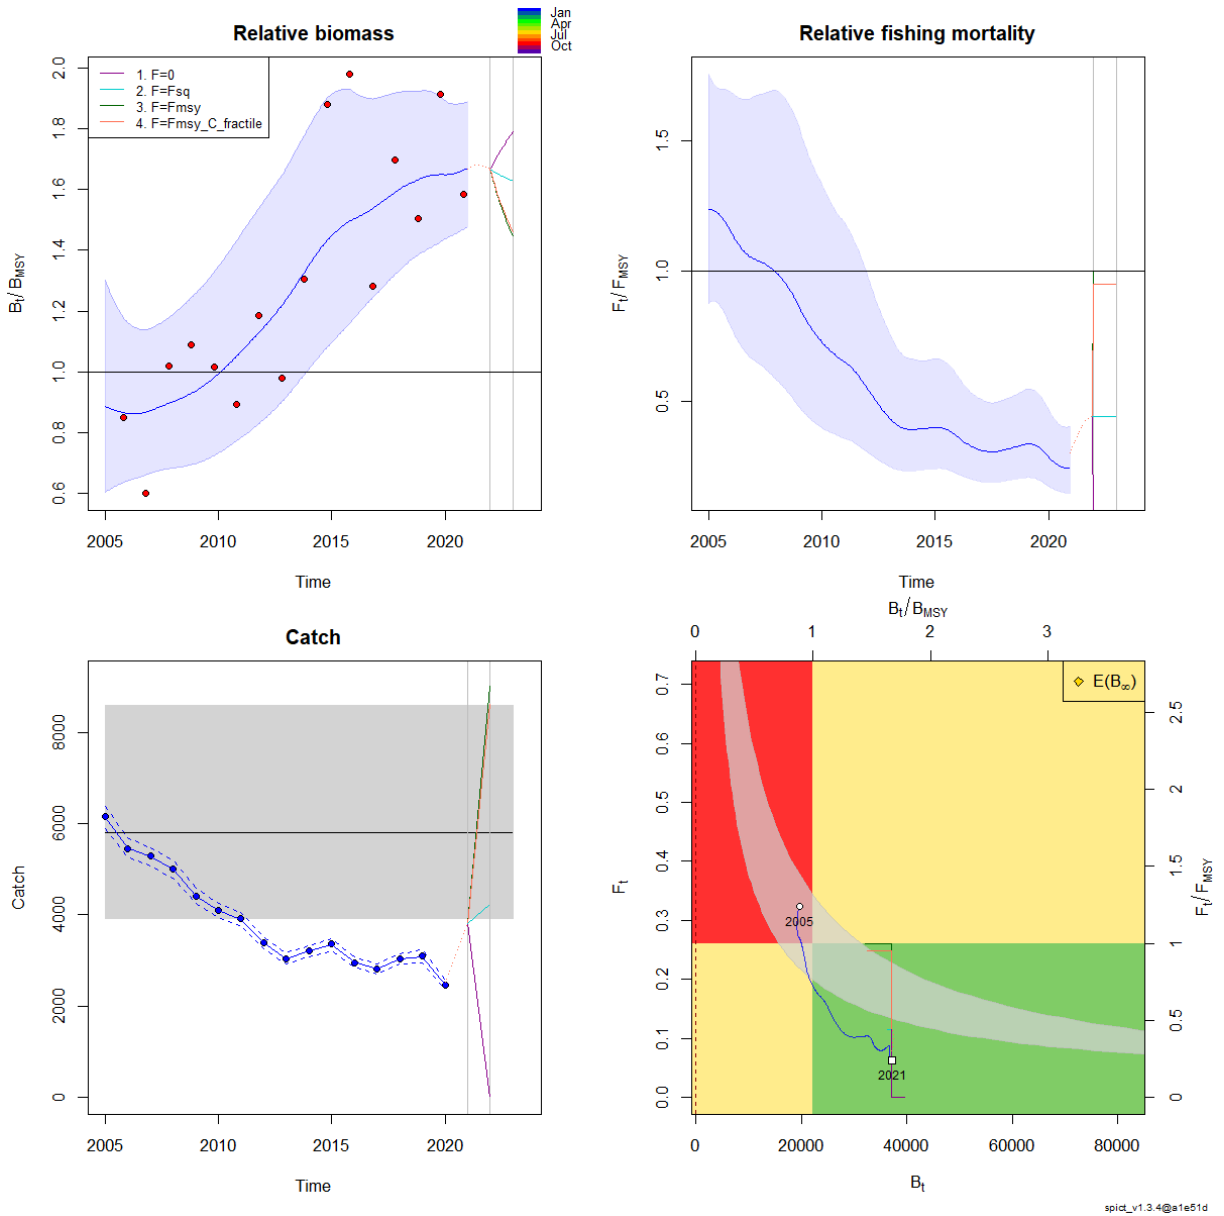 Relative biomass
Jan
Apr
Jul
Oct
1. F=0
2. F=Fsq
3. F=Fmsy
4. F=Fmsy_C_fractile
Bt/BMSY
0.6 0.8 1.0 1.2 1.4 1.6 1.8 2.0
2005 2010 2015 2020
Time
Relative fishing mortality
Ft/FMSY
0.5 1.0 1.5
2005 2010 2015 2020
Time
Catch
Catch
0 2000 4000 6000 8000
2005 2010 2015 2020
Time
Bt/BMSY
0 1 2 3
E(B∞)
Ft
0.0 0.1 0.2 0.3 0.4 0.5 0.6 0.7
2005
2021
Ft/FMSY
0 0.5 1 1.5 2 2.5
0 20000 40000 60000 80000
Bt
spict_v1.3.4@a1e51d